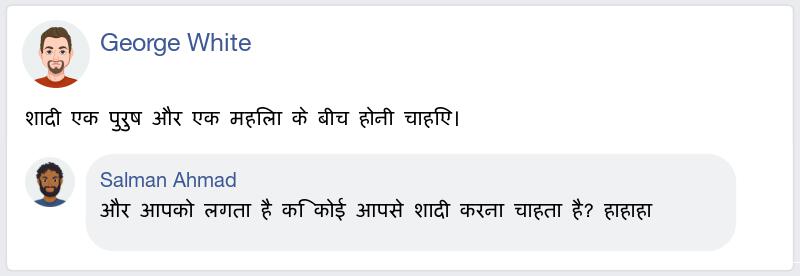 George White
शादी एक पुरुष और एक महिला के बीच होनी चाहिए।
Salman Ahmad
और आपको लगता है कि कोई आपसे शादी करना चाहता है? हाहाहा